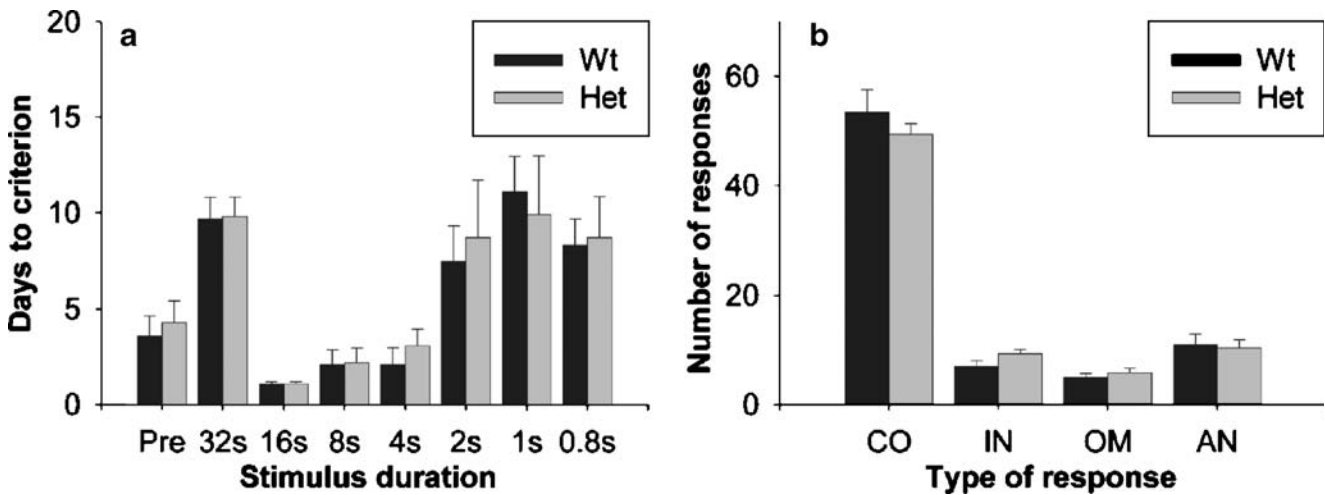 a
Wt
Het
20
15
10
5
0
Days to criterion
Pre 32s 16s 8s 4s 2s 1s 0.8s
Stimulus duration
b
Wt
Het
60
40
20
0
Number of responses
CO IN OM AN
Type of response